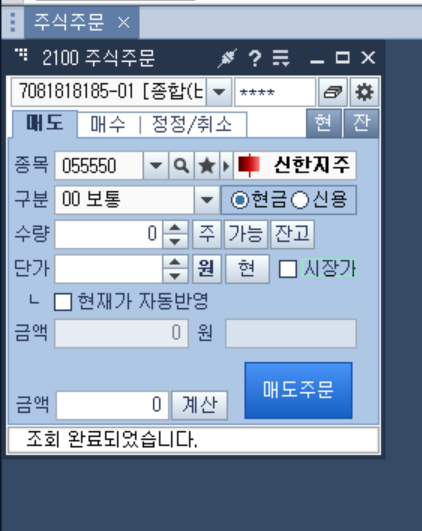 주식주문 ×
2100 주식주문 ?
7081818185-01 [종합(ㅌ ****
매도 매수 | 정정/취소 현 잔
종목 055550 신한지주
구분 00 보통 현금 신용
수량 0 주 가능 잔고
단가 원 현 시장가
ㄴ 현재가 자동반영
금액 0 원
매도주문
금액 0 계산
조회 완료되었습니다.